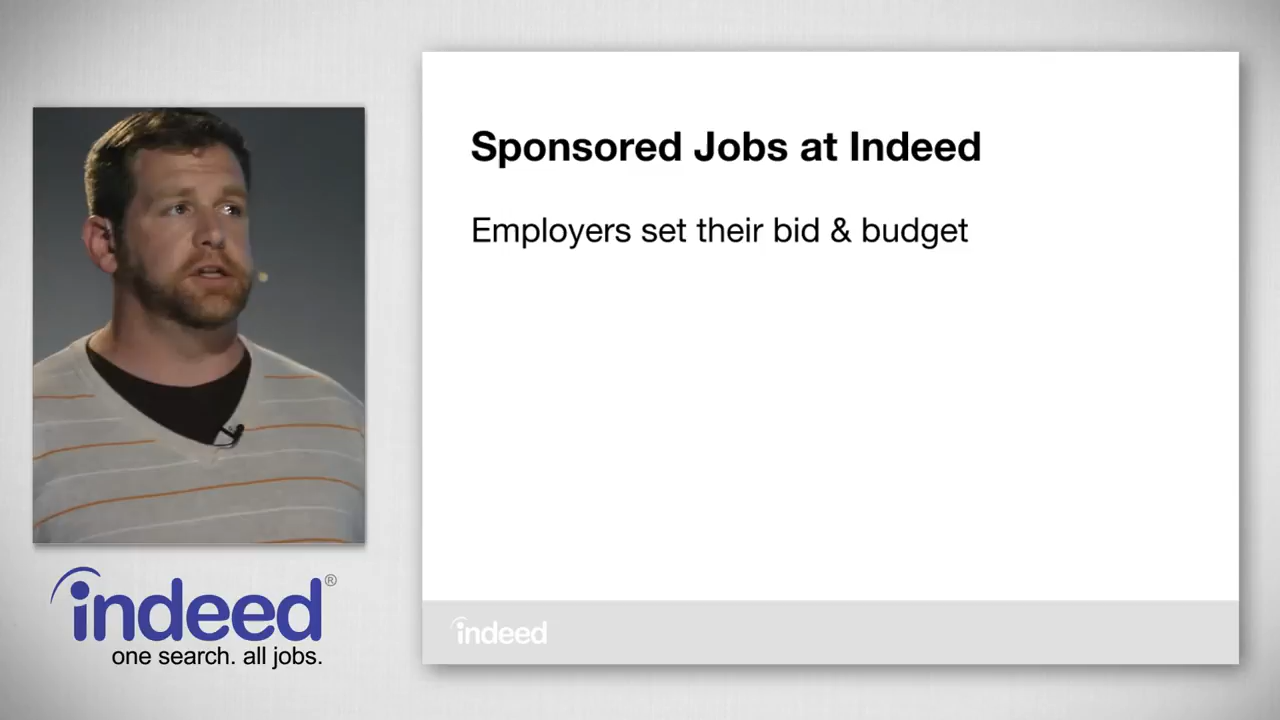 Sponsored Jobs at Indeed
Employers set their bid & budget
indeed
indeed®
one search. all jobs.